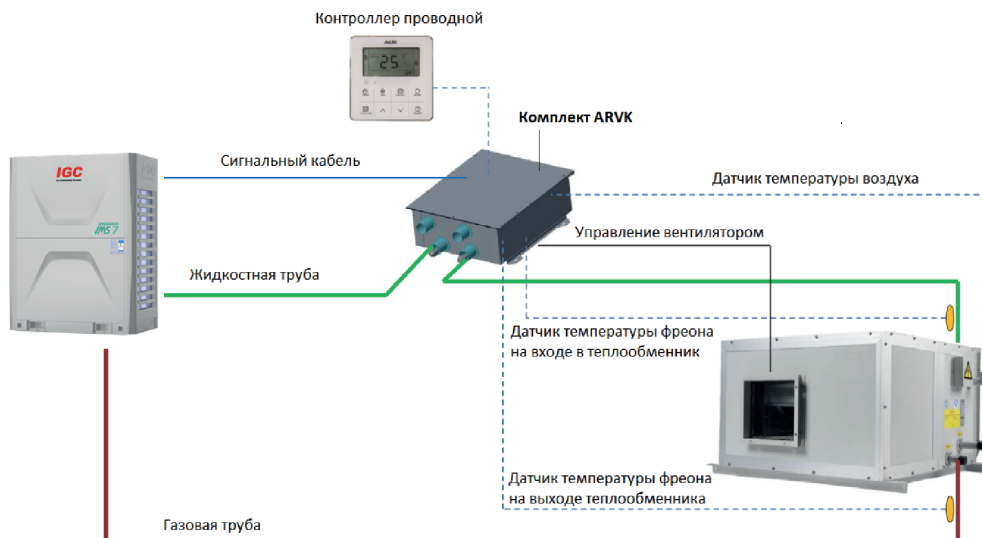 Контроллер проводной
25
Комплект ARVK
Сигнальный кабель
Датчик температуры воздуха
IGC
IMS 7
Управление вентилятором
Жидкостная труба
Датчик температуры фреона
на входе в теплообменник
Датчик температуры фреона
на выходе теплообменника
Газовая труба